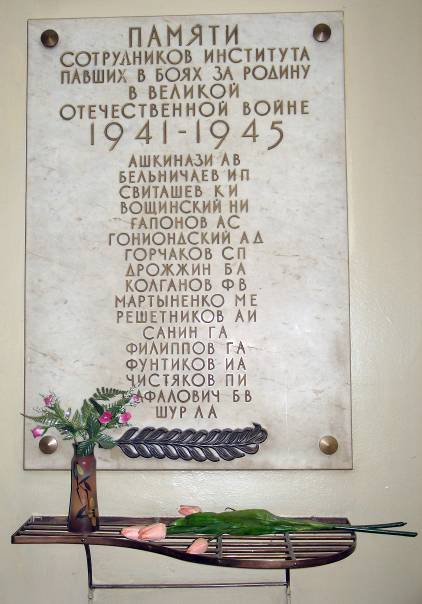 ПАМЯТИ
СОТРУДНИКОВ ИНСТИТУТА
ПАВШИХ В БОЯХ ЗА РОДИНУ
В ВЕЛИКОЙ
ОТЕЧЕСТВЕННОЙ ВОЙНЕ
1941-1945
АШКИНАЗИ АВ
БЕЛЬНИЧАЕВ ИП
СВИТАШЕВ КИ
ВОЩИНСКИЙ НИ
ГАПОНОВ АС
ГОНИОНДСКИЙ АД
ГОРЧАКОВ СП
ДРОЖЖИН БА
КОЛГАНОВ ФВ
МАРТЫНЕНКО МЕ
РЕШЕТНИКОВ АИ
САНИН ГА
ФИЛИППОВ ГА
ФУНТИКОВ ИА
ЧИСТЯКОВ ПИ
БВ
ШУР ЛА